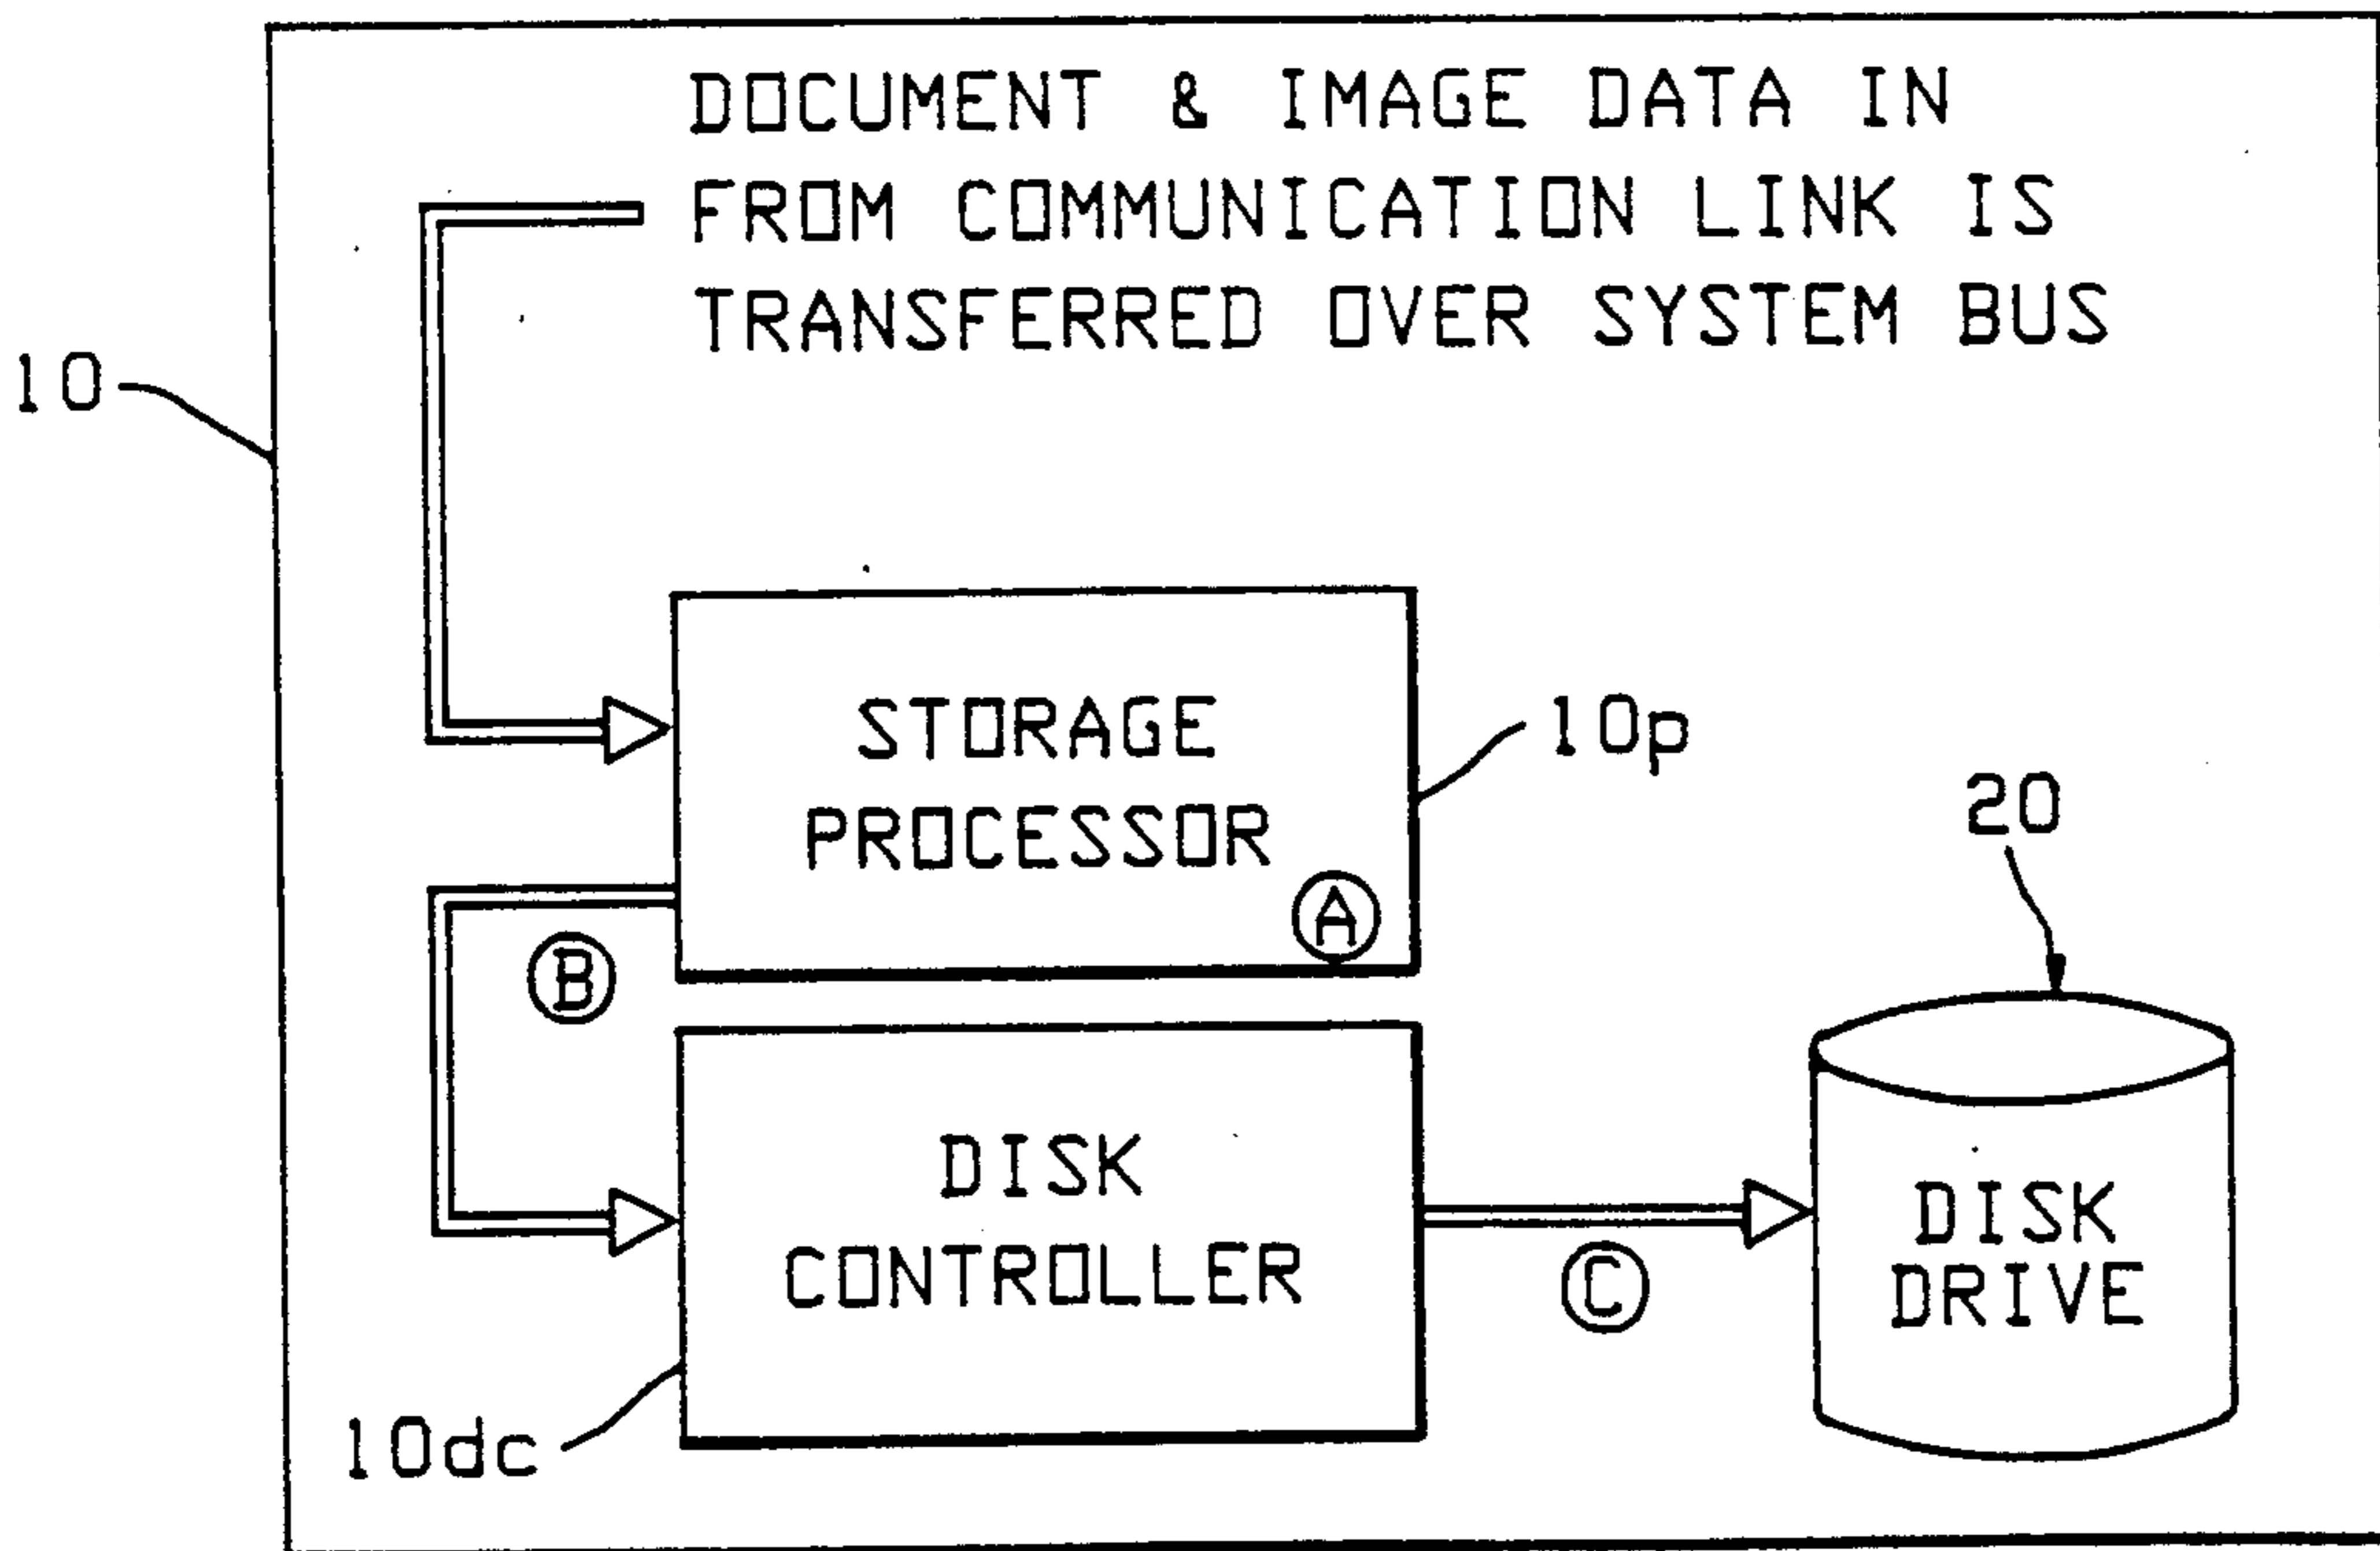 DOCUMENT & IMAGE DATA IN
FROM COMMUNICATION LINK IS
TRANSFERRED OVER SYSTEM BUS
10
STORAGE
PROCESSOR
10p
A
20
B
DISK
CONTROLLER
C
DISK
DRIVE
10dc